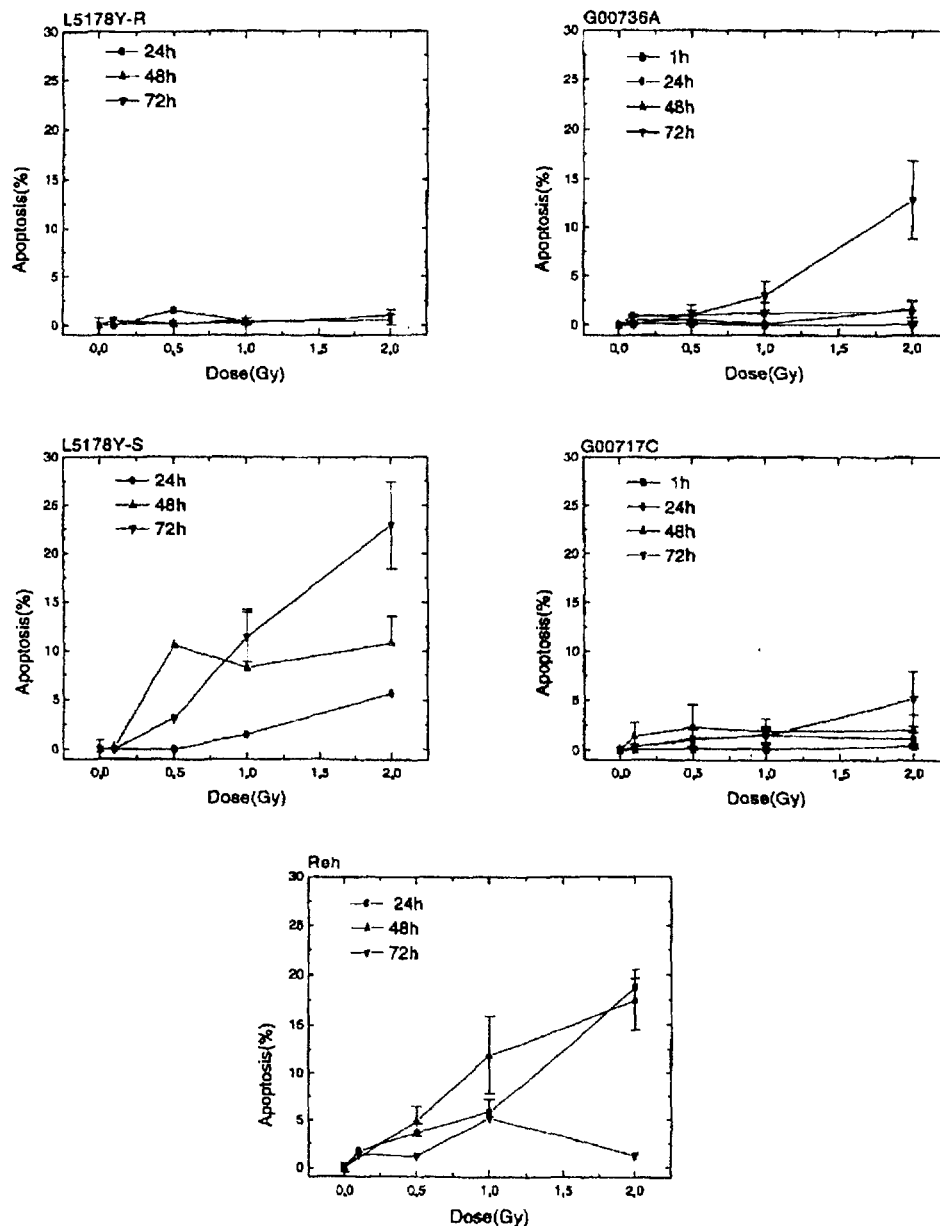 L5178Y-R
24h
48h
72h
30
25
20
15
10
5
0
Apoptosis(%)
0,0 0,5 1,0 1,5 2,0
Dose(Gy)
G00736A
1h
24h
48h
72h
30
25
20
15
10
5
0
Apoptosis(%)
0,0 0,5 1,0 1,5 2,0
Dose(Gy)
L5178Y-S
24h
48h
72h
30
25
20
15
10
5
0
Apoptosis(%)
0,0 0,5 1,0 1,5 2,0
Dose(Gy)
G00717C
1h
24h
48h
72h
30
25
20
15
10
5
0
Apoptosis(%)
0,0 0,5 1,0 1,5 2,0
Dose(Gy)
Reh
24h
48h
72h
30
25
20
15
10
5
0
Apoptosis(%)
0,0 0,5 1,0 1,5 2,0
Dose(Gy)